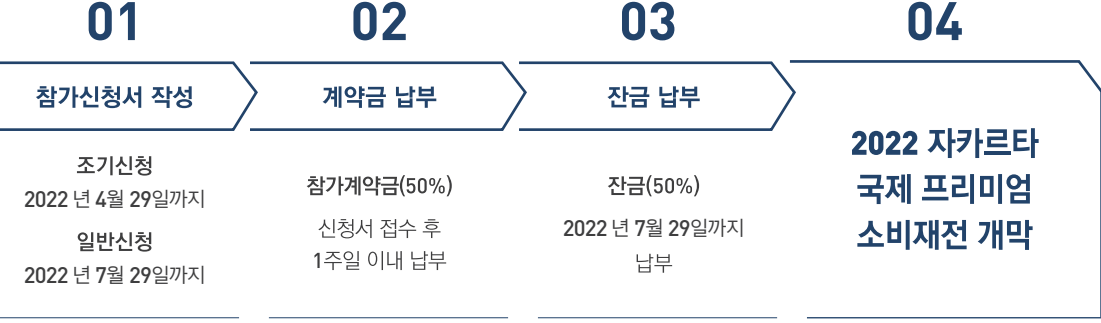 01
참가신청서 작성
조기신청
2022 년 4월 29일까지
일반신청
2022 년 7월 29일까지
02
계약금 납부
참가계약금(50%)
신청서 접수 후
1주일 이내 납부
03
잔금 납부
잔금(50%)
2022 년 7월 29일까지
납부
04
2022 자카르타
국제 프리미엄
소비재전 개막